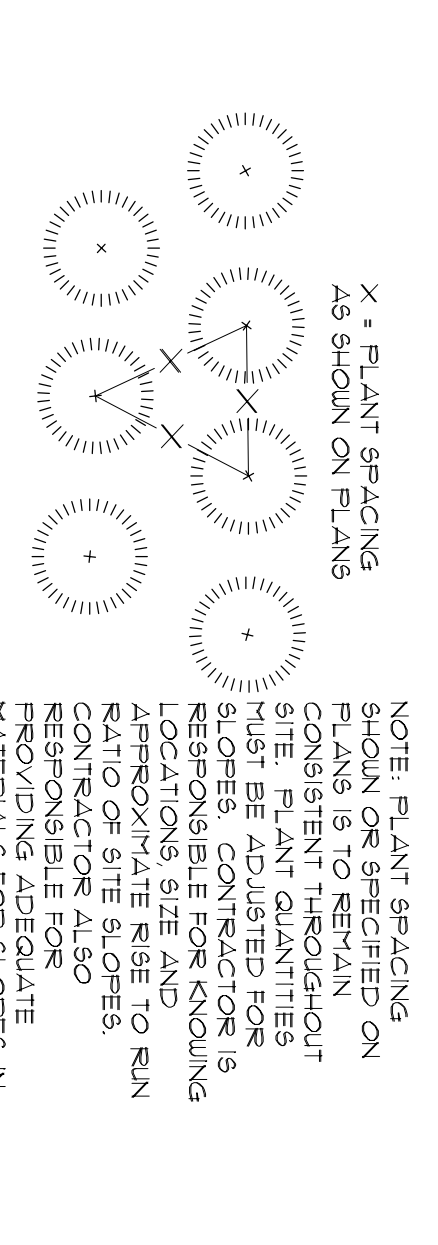 X = PLANT SPACING
AS SHOWN ON PLANS
X
X
X
NOTE: PLANT SPACING
SHOWN OR SPECIFIED ON
PLANS IS TO REMAIN
CONSISTENT THROUGHOUT
SITE. PLANT QUANTITIES
MUST BE ADJUSTED FOR
SLOPES. CONTRACTOR IS
RESPONSIBLE FOR KNOWING
LOCATIONS, SIZE AND
APPROXIMATE RISE TO RUN
RATIO OF SITE SLOPES.
CONTRACTOR ALSO
RESPONSIBLE FOR
PROVIDING ADEQUATE